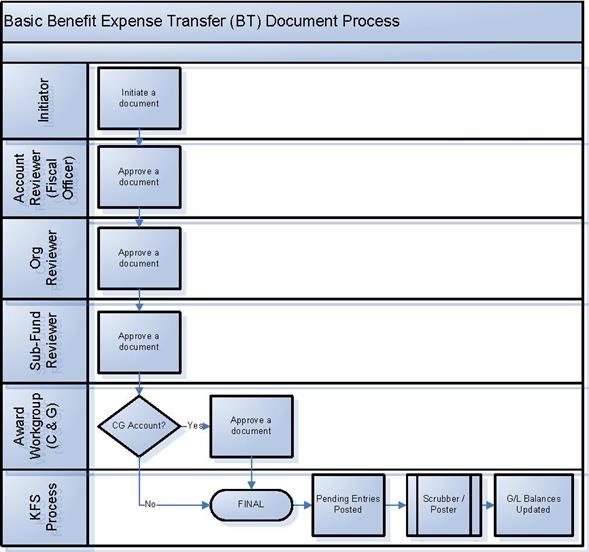 Basic Benefit Expense Transfer (BT) Document Process
Initiator
Initiate a
document
Account
Reviewer
(Fiscal
Officer)
Approve a
document
Org
Reviewer
Approve a
document
Sub-Fund
Reviewer
Approve a
document
Award
Workgroup
(C & G)
CG Account?
Yes
Approve a
document
KFS
Process
No
FINAL
Pending Entries
Posted
Scrubber /
Poster
G/L Balances
Updated